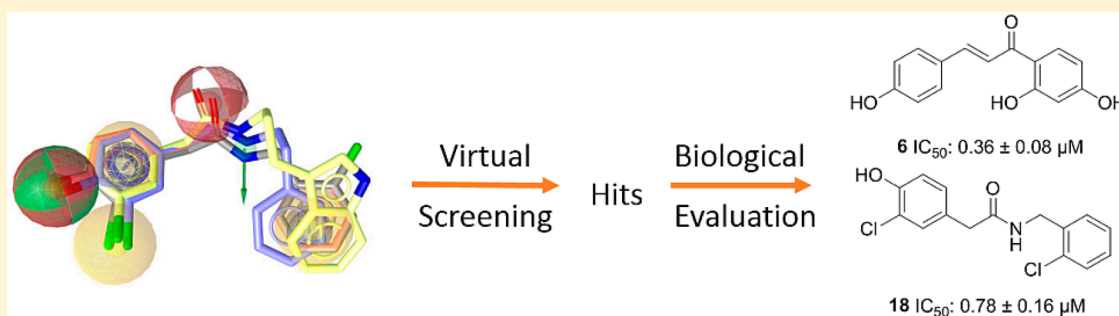 Virtual
Screening
Hits
Biological
Evaluation
O
HO
OH
OH
6 IC50: 0.36 ± 0.08 µM
HO
Cl
O
N
H
Cl
18 IC50: 0.78 ± 0.16 µM